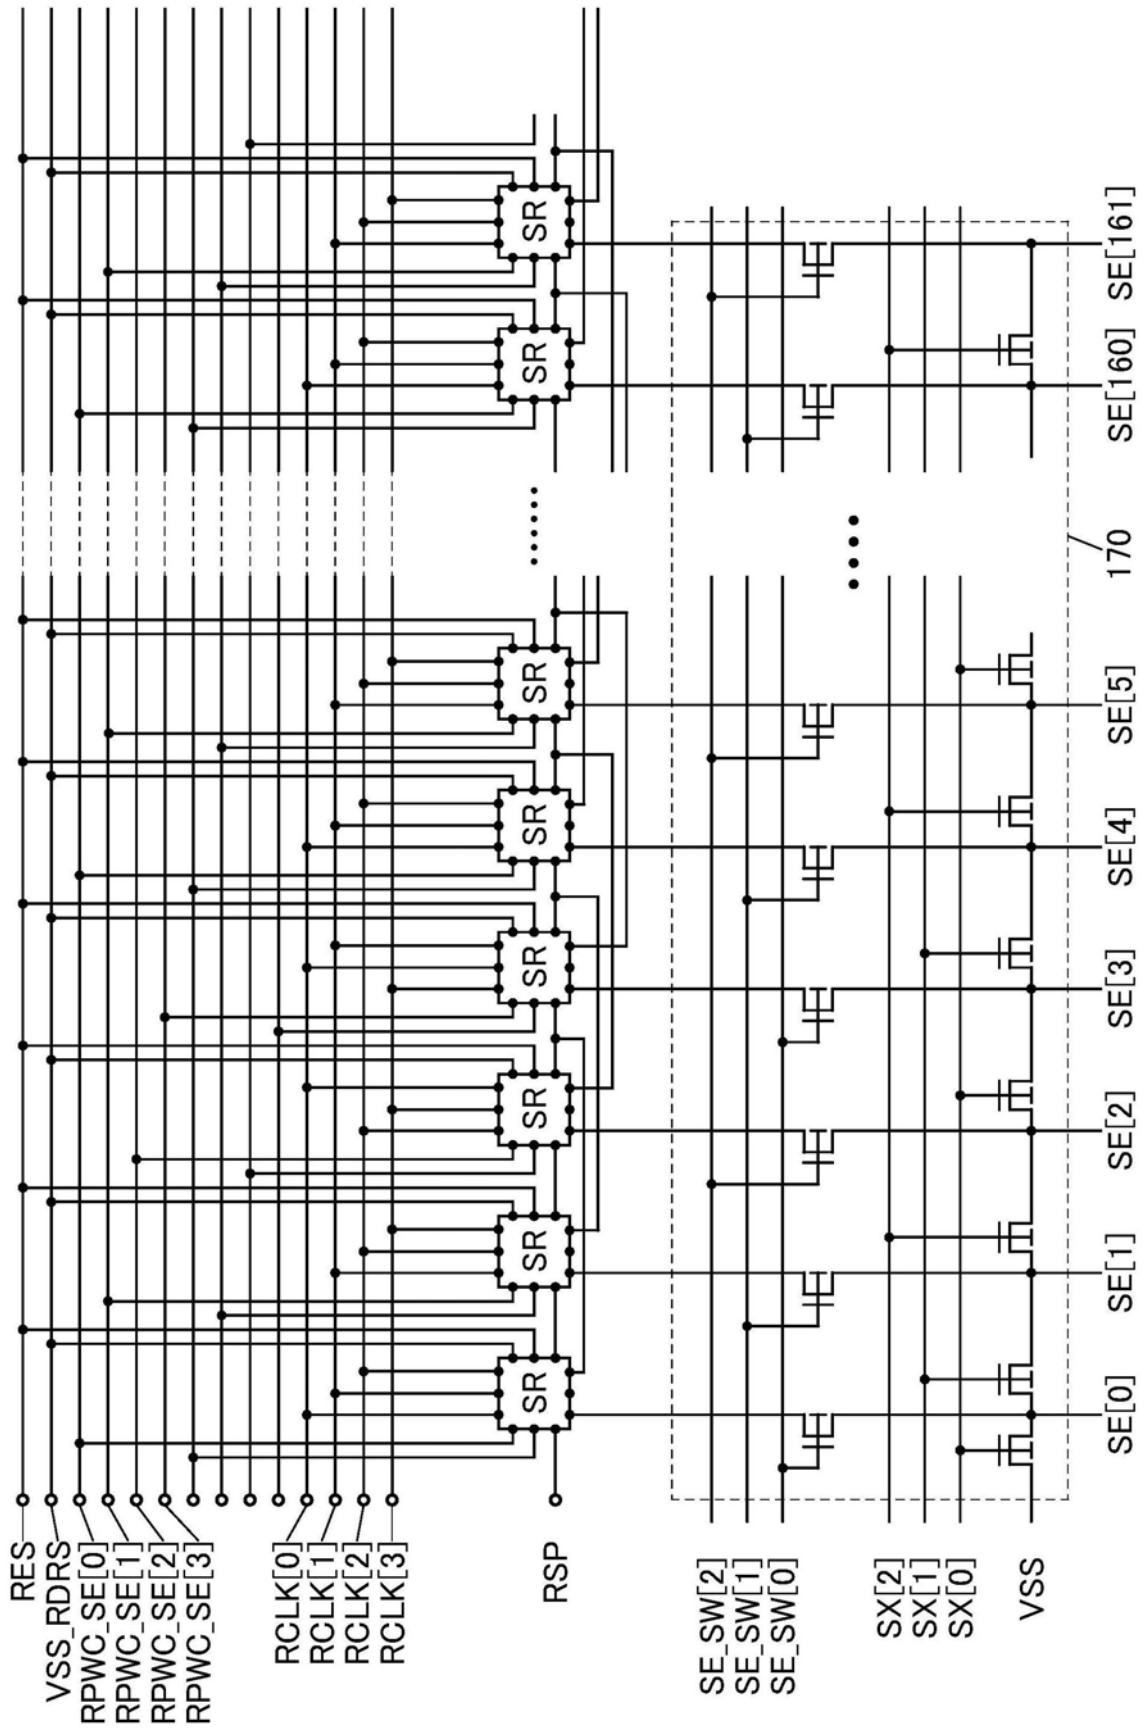 RES
VSS_RDRS
RPWC_SE[0]
RPWC_SE[1]
RPWC_SE[2]
RPWC_SE[3]
RCLK[0]
RCLK[1]
RCLK[2]
RCLK[3]
RSP
SE_SW[2]
SE_SW[1]
SE_SW[0]
SX[2]
SX[1]
SX[0]
VSS
SR
SR
SR
SR
SR
SR
SR
SR
SE[0]
SE[1]
SE[2]
SE[3]
SE[4]
SE[5]
170
SE[160]
SE[161]